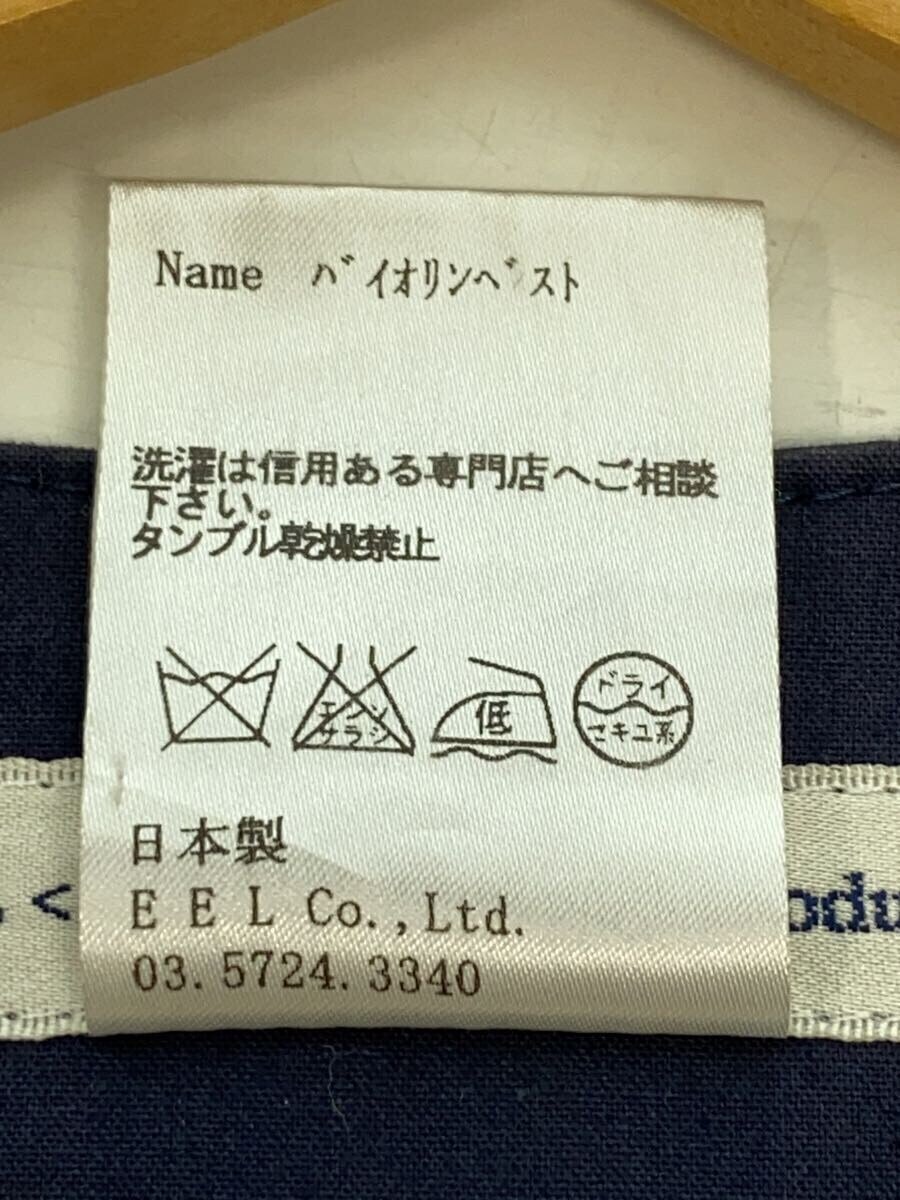 Name ﾊﾞｲｵﾘﾝﾍﾞｽﾄ
洗濯は信用ある専門店へご相談
下さい。
タンブル乾燥禁止
エンソ
サラシ
低
ドライ
セキユ系
日本製
< odu
E E L Co.,Ltd.
03.5724.3340